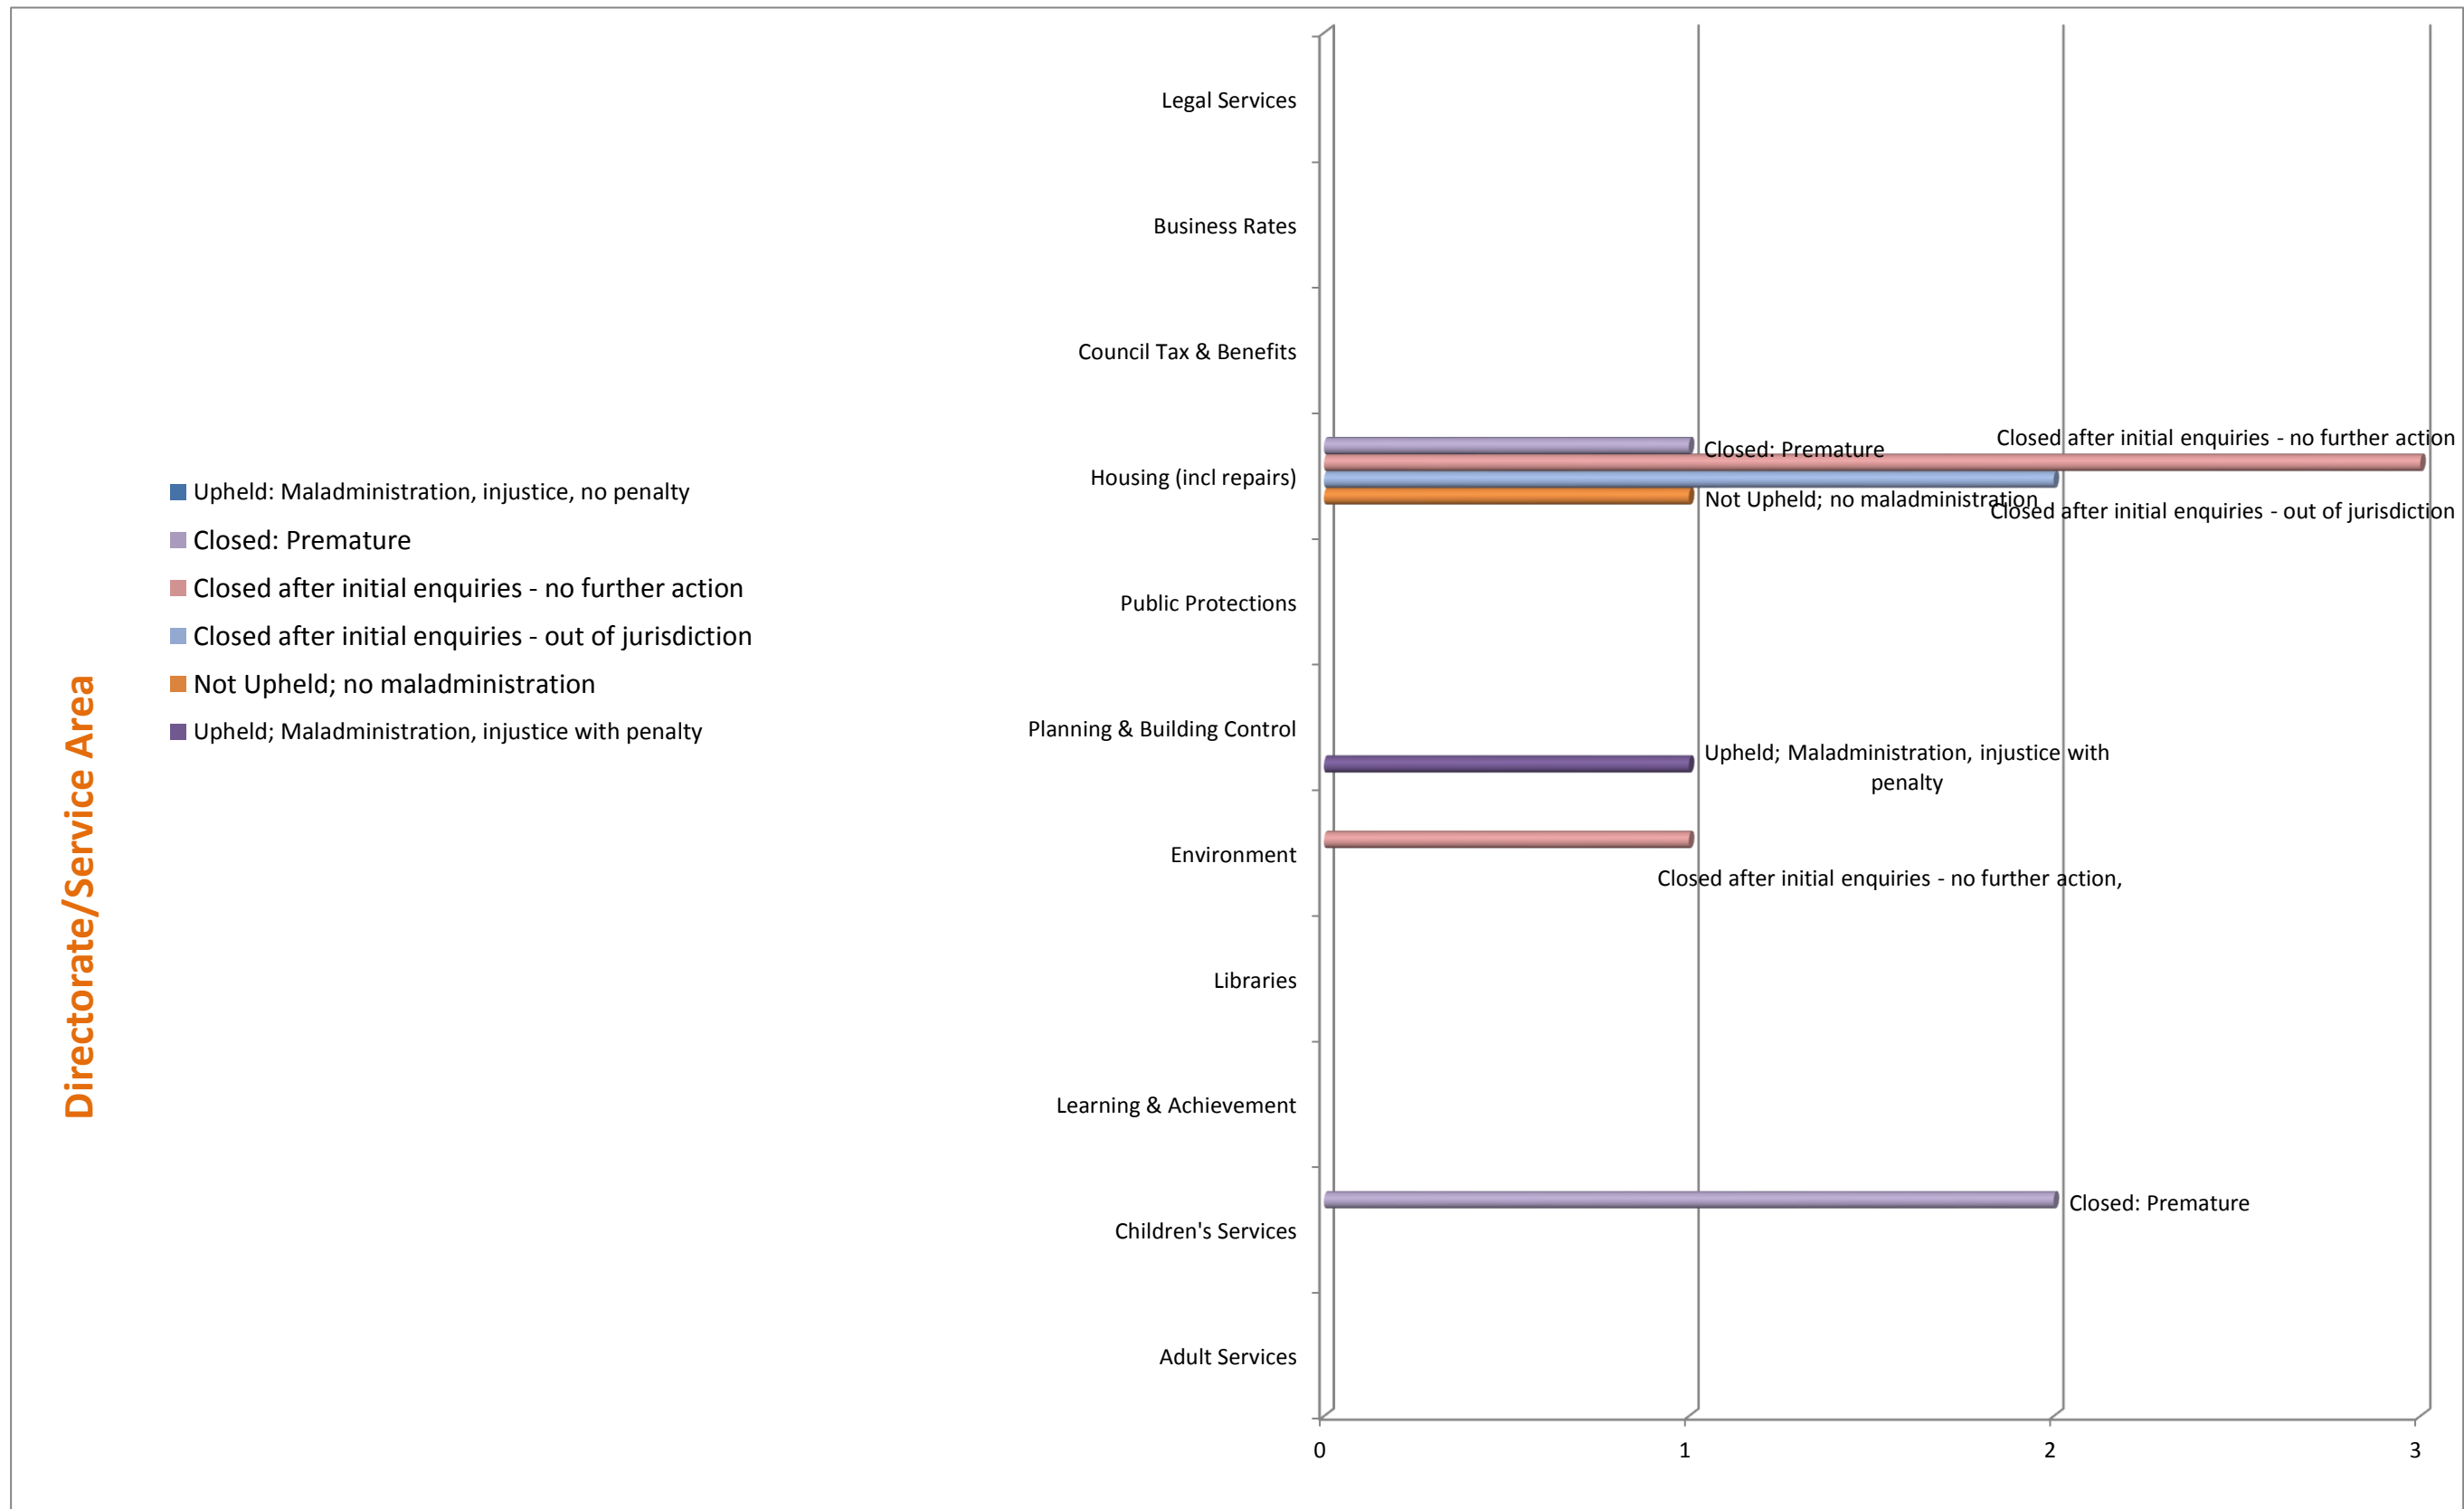 Directorate/Service Area
Upheld: Maladministration, injustice, no penalty
Closed: Premature
Closed after initial enquiries - no further action
Closed after initial enquiries - out of jurisdiction
Not Upheld; no maladministration
Upheld; Maladministration, injustice with penalty
Legal Services
Business Rates
Council Tax & Benefits
Housing (incl repairs)
Public Protections
Planning & Building Control
Environment
Libraries
Learning & Achievement
Children's Services
Adult Services
Closed after initial enquiries - no further action
Closed: Premature
Not Upheld; no maladministration
Closed after initial enquiries - out of jurisdiction
Upheld; Maladministration, injustice with
penalty
Closed after initial enquiries - no further action,
Closed: Premature
0
1
2
3